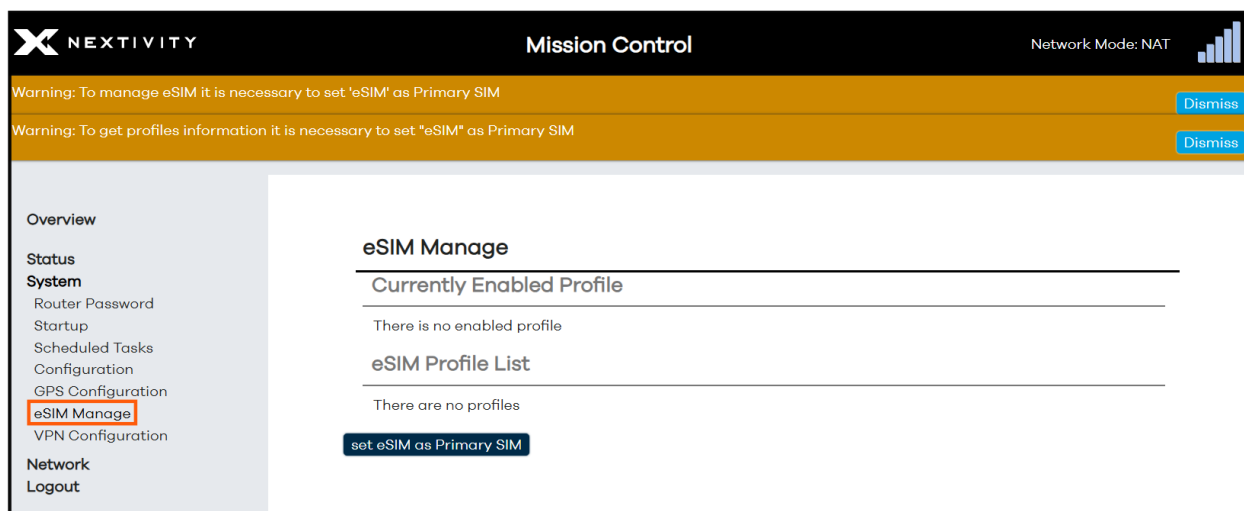 NEXTIVITY
Mission Control
Network Mode: NAT
Warning: To manage eSIM it is necessary to set 'eSIM' as Primary SIM
Dismiss
Warning: To get profiles information it is necessary to set "eSIM" as Primary SIM
Dismiss
Overview
Status
System
Router Password
Startup
Scheduled Tasks
Configuration
GPS Configuration
eSIM Manage
VPN Configuration
Network
Logout
eSIM Manage
Currently Enabled Profile
There is no enabled profile
eSIM Profile List
There are no profiles
set eSIM as Primary SIM